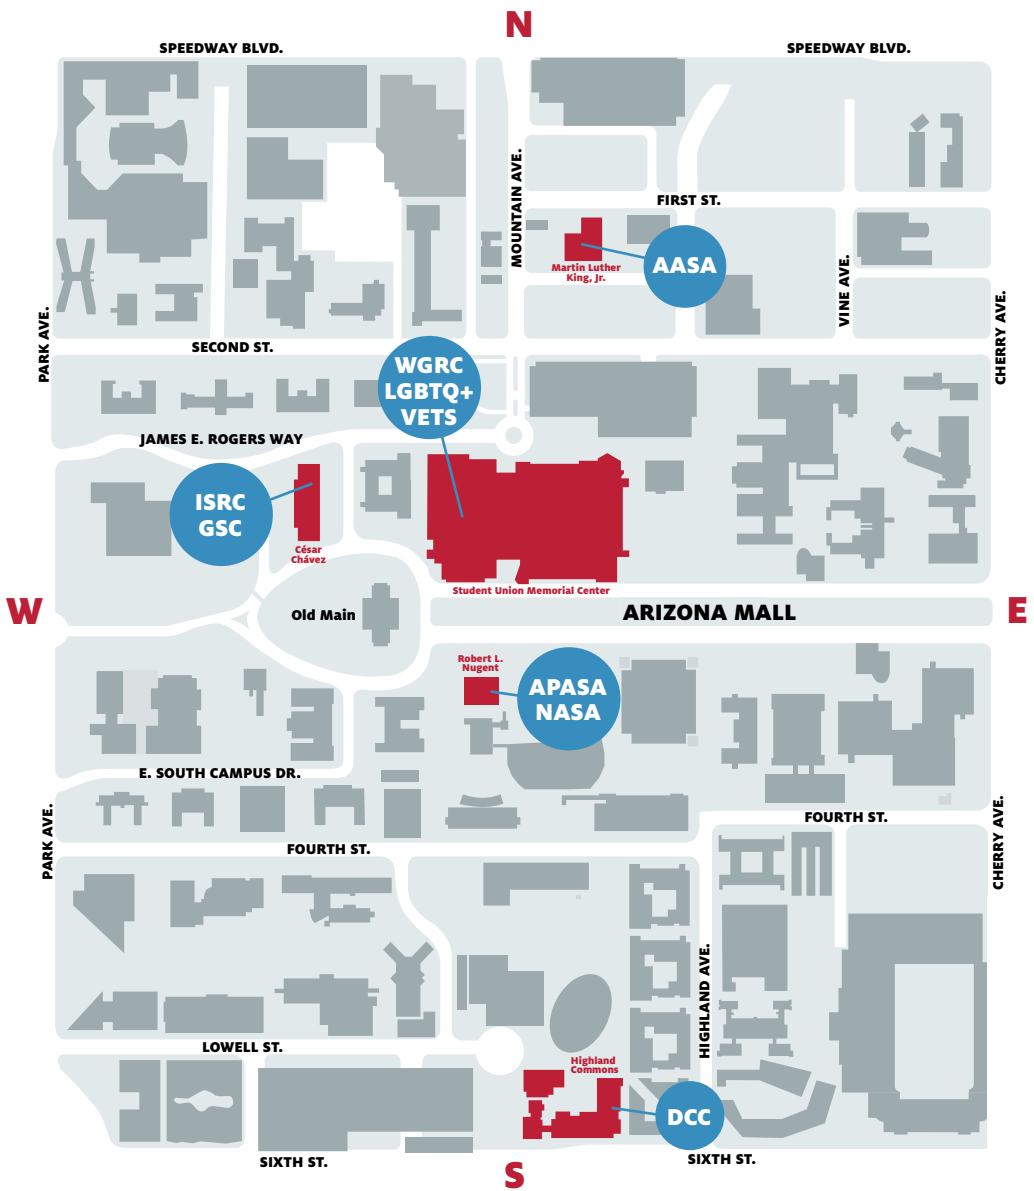 N
SPEEDWAY BLVD.
SPEEDWAY BLVD.
MOUNTAIN AVE.
FIRST ST.
Martin Luther
King, Jr.
AASA
VINE AVE.
PARK AVE.
CHERRY AVE.
SECOND ST.
WGRC
LGBTQ+
VETS
JAMES E. ROGERS WAY
ISRC
GSC
César
Chávez
Student Union Memorial Center
W
Old Main
ARIZONA MALL
E
Robert L.
Nugent
APASA
NASA
E. SOUTH CAMPUS DR.
PARK AVE.
CHERRY AVE.
FOURTH ST.
FOURTH ST.
HIGHLAND AVE.
LOWELL ST.
Highland
Commons
DCC
SIXTH ST.
SIXTH ST.
S